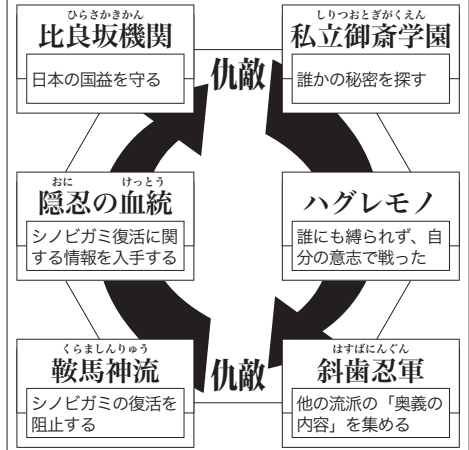 ひらさかきかん
比良坂機関
日本の国益を守る
仇敵
しりつおとぎがくえん
私立御斎学園
誰かの秘密を探す
おに けっとう
隠忍の血統
シノビガミ復活に関
する情報を入手する
ハグレモノ
誰にも縛られず、自
分の意志で戦った
くらましんりゅう
鞍馬神流
シノビガミの復活を
阻止する
仇敵
はすばにんぐん
斜歯忍軍
他の流派の「奥義の
内容」を集める